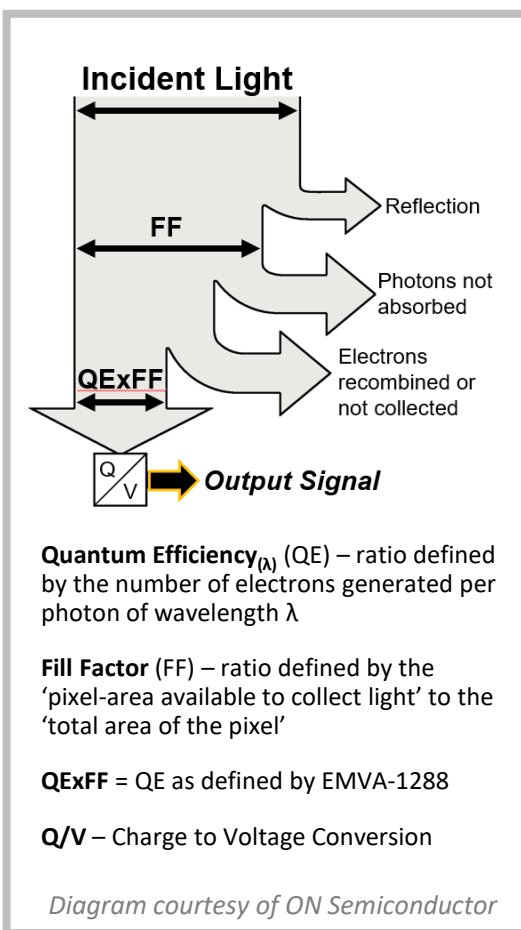 Incident Light
Reflection
FF
Photons not
absorbed
Electrons
recombined or
not collected
QExFF
Q/V
Output Signal
Quantum Efficiency(λ) (QE) – ratio defined
by the number of electrons generated per
photon of wavelength λ
Fill Factor (FF) – ratio defined by the
‘pixel-area available to collect light’ to the
‘total area of the pixel’
QExFF = QE as defined by EMVA-1288
Q/V – Charge to Voltage Conversion
Diagram courtesy of ON Semiconductor